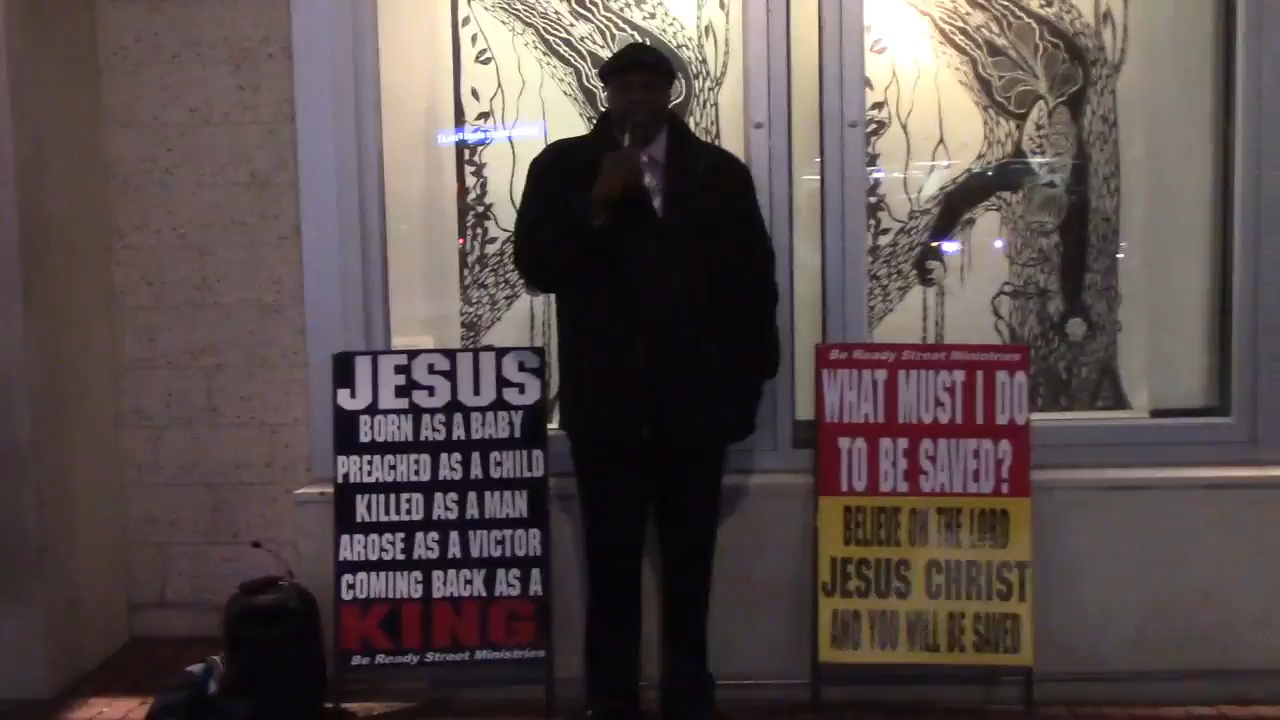 JESUS
BORN AS A BABY
PREACHED AS A CHILD
KILLED AS A MAN
AROSE AS A VICTOR
COMING BACK AS A
KING
Be Ready Street Ministries
Be Ready Street Ministries
WHAT MUST I DO
TO BE SAVED?
BELIEVE ON THE LORD
JESUS CHRIST
AND YOU WILL BE SAVED